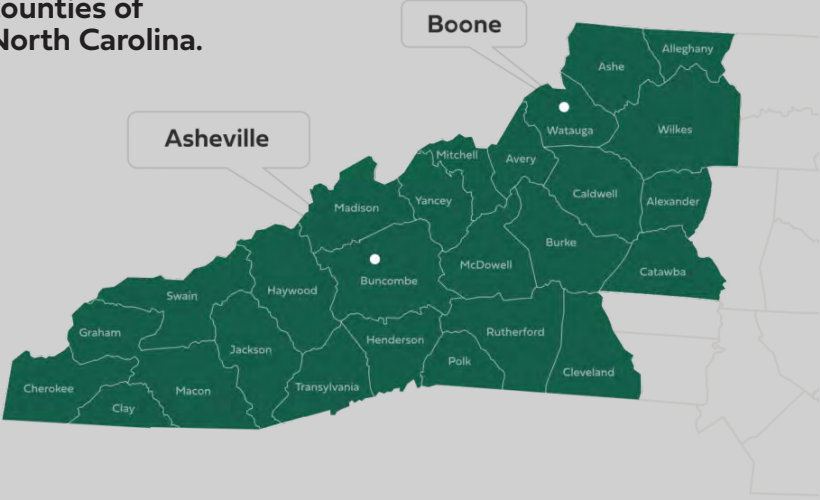 ounties of
North Carolina.
Boone
Asheville
Alleghany
Ashe
Watauga
Wilkes
Mitchell
Avery
Caldwell
Alexander
Madison
Yancey
Burke
McDowell
Catawba
Buncombe
Haywood
Swain
Graham
Jackson
Henderson
Rutherford
Polk
Cleveland
Cherokee
Macon
Transylvania
Clay